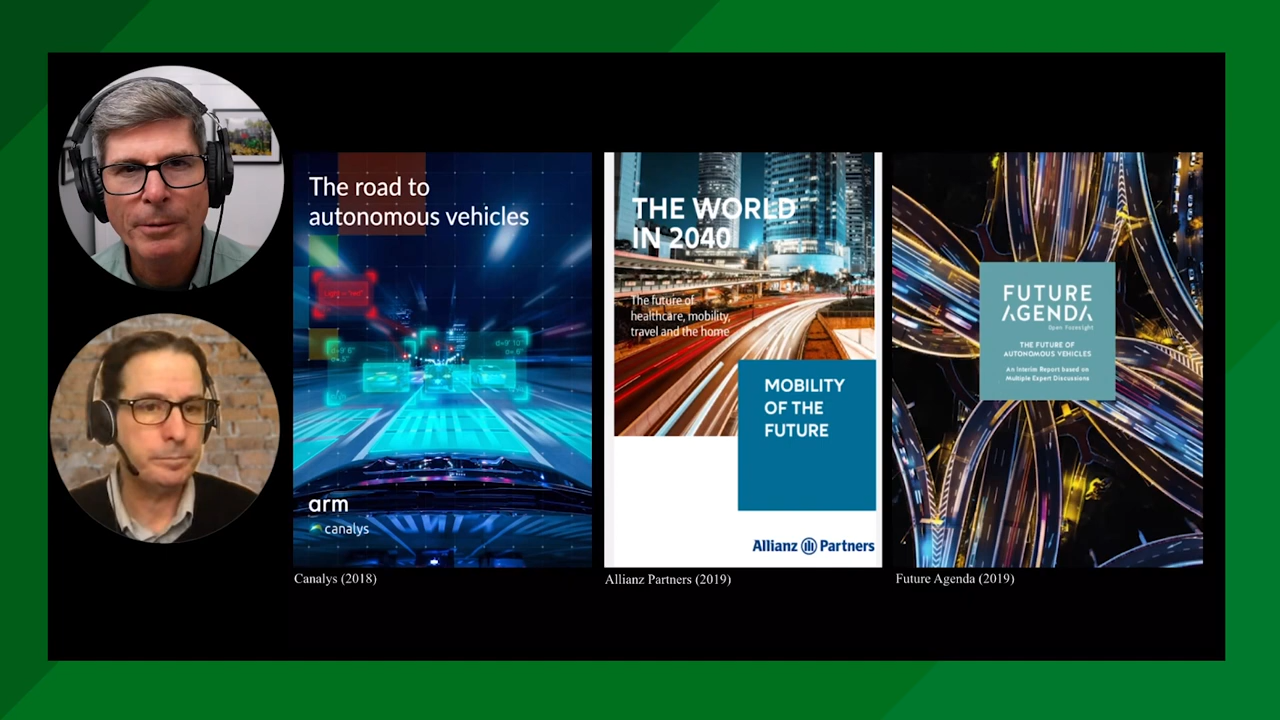 The road to
autonomous vehicles
arm
canalys
Canalys (2018)
THE WORLD
IN 2040
The future of
healthcare, mobility,
travel and the home
MOBILITY
OF THE
FUTURE
Allianz Partners
Allianz Partners (2019)
FUTURE
AGENDA
Open Foresight
THE FUTURE OF
AUTONOMOUS VEHICLES
An Interim Report based on
Multiple Expert Discussions
Future Agenda (2019)